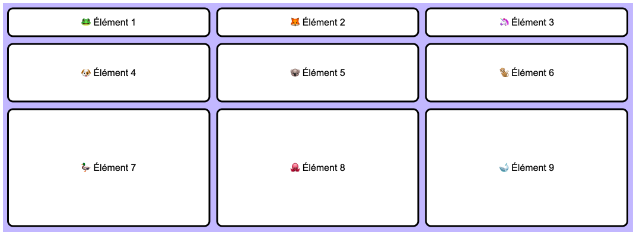 🐸 Élément 1
🦊 Élément 2
🦄 Élément 3
🐶 Élément 4
🐨 Élément 5
🐿️ Élément 6
🦆 Élément 7
🐙 Élément 8
🐋 Élément 9